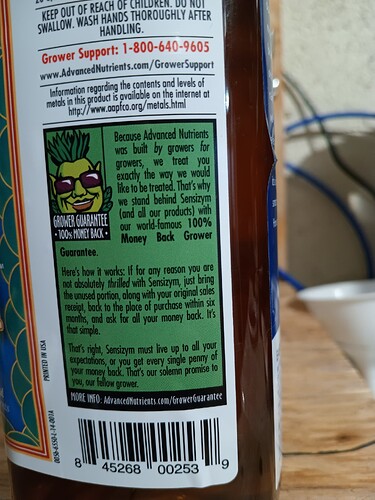 KEEP OUT OF REACH OF CHILDREN. DO NOT
SWALLOW. WASH HANDS THOROUGHLY AFTER
HANDLING.
Grower Support: 1-800-640-9605
www.AdvancedNutrients.com/GrowerSupport
Information regarding the contents and levels of
metals in this product is available on the internet at
http://www.aapfco.org/metals.html
Because Advanced Nutrients
was built by growers for
growers, we treat you
exactly the way we would
like to be treated. That's why
we stand behind Sensizym
(and all our products) with
our world-famous 100%
Money Back Grower
Guarantee.
GROWER GUARANTEE
• 100% MONEY BACK •
Here's how it works: If for any reason you are
not absolutely thrilled with Sensizym, just bring
the unused portion, along with your original sales
receipt, back to the place of purchase within six
months, and ask for all your money back. It's
that simple.
That's right, Sensizym must live up to all your
expectations, or you get every single penny of
your money back. That's our solemn promise to
you, our fellow grower.
MORE INFO: AdvancedNutrients.com/GrowerGuarantee
PRINTED IN USA
8 45268 00253 9